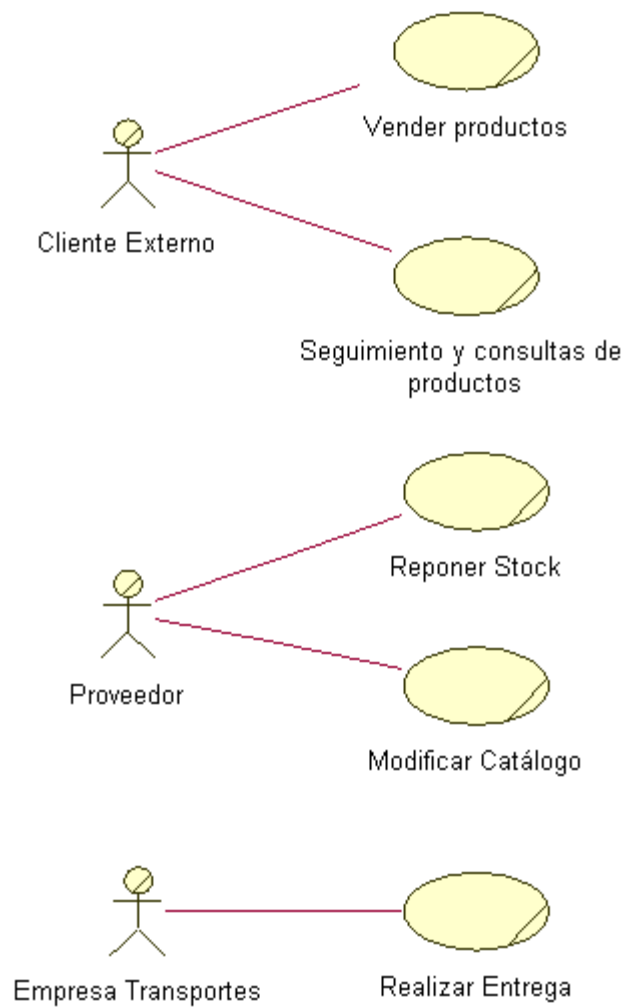 Vender productos
Cliente Externo
Seguimiento y consultas de
productos
Reponer Stock
Proveedor
Modificar Catálogo
Empresa Transportes
Realizar Entrega